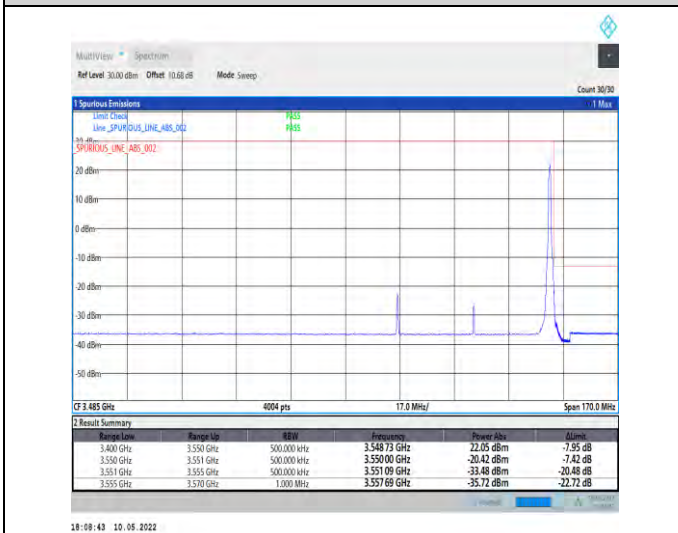 MultiView Spectrum
Ref Level 30.00 dBm Offset 10.68 dB Mode Sweep
Count 30/30
1 Spurious Emissions 1 Max
Limit Check PASS
Line _SPURIOUS_LINE_ABS_002 PASS
30 dBm
_SPURIOUS_LINE_ABS_002
20 dBm
10 dBm
0 dBm
-10 dBm
-20 dBm
-30 dBm
-40 dBm
-50 dBm
CF 3.485 GHz 4004 pts 17.0 MHz/ Span 170.0 MHz
2 Result Summary
Range Low Range Up RBW Frequency Power Abs ΔLimit
3.400 GHz 3.550 GHz 500.000 kHz 3.548 73 GHz 22.05 dBm -7.95 dB
3.550 GHz 3.551 GHz 500.000 kHz 3.550 00 GHz -20.42 dBm -7.42 dB
3.551 GHz 3.555 GHz 500.000 kHz 3.551 09 GHz -33.48 dBm -20.48 dB
3.555 GHz 3.570 GHz 1.000 MHz 3.557 69 GHz -35.72 dBm -22.72 dB
18:08:43 10.05.2022